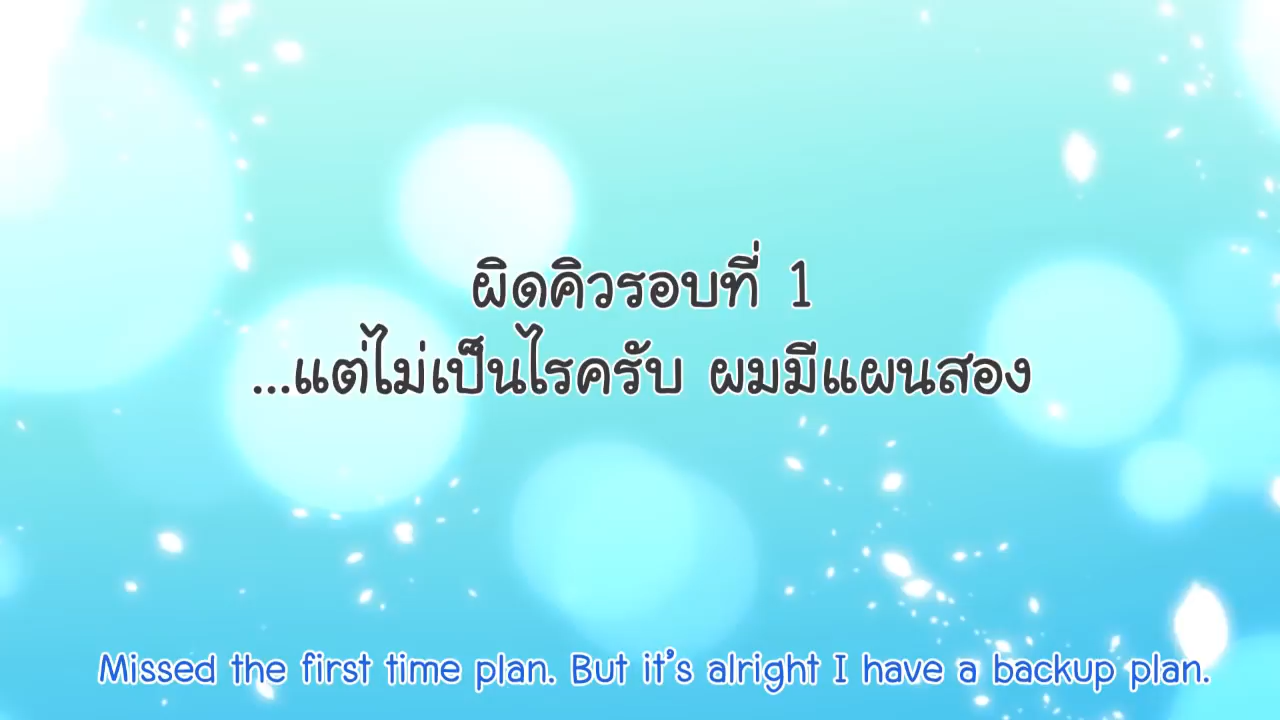 ผิดคิวรอบที่ 1
...แต่ไม่เป็นไรครับ ผมมีแผนสอง
Missed the first time plan. But it's alright I have a backup plan.